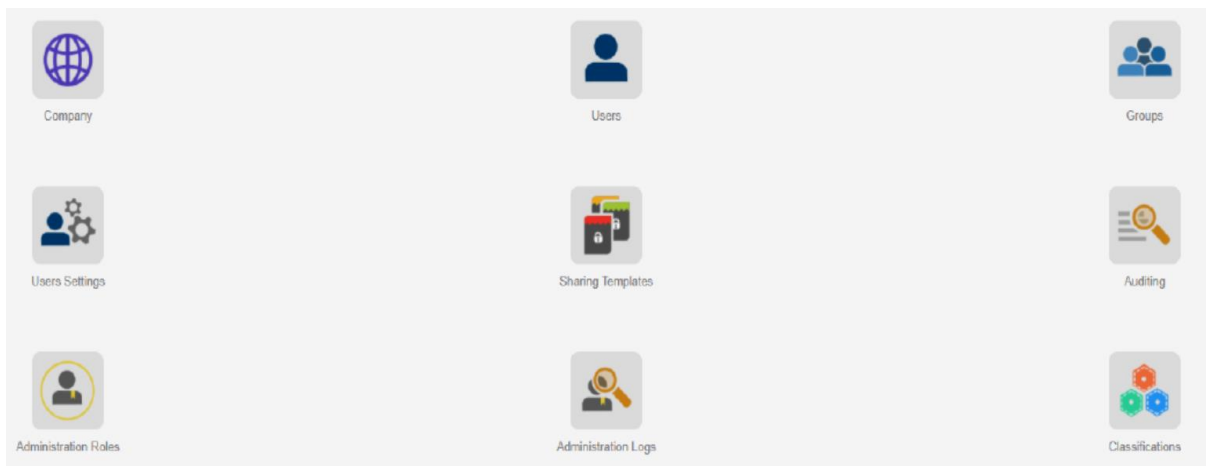 Company
Users
Groups
Users Settings
Sharing Templates
Auditing
Administration Roles
Administration Logs
Classifications